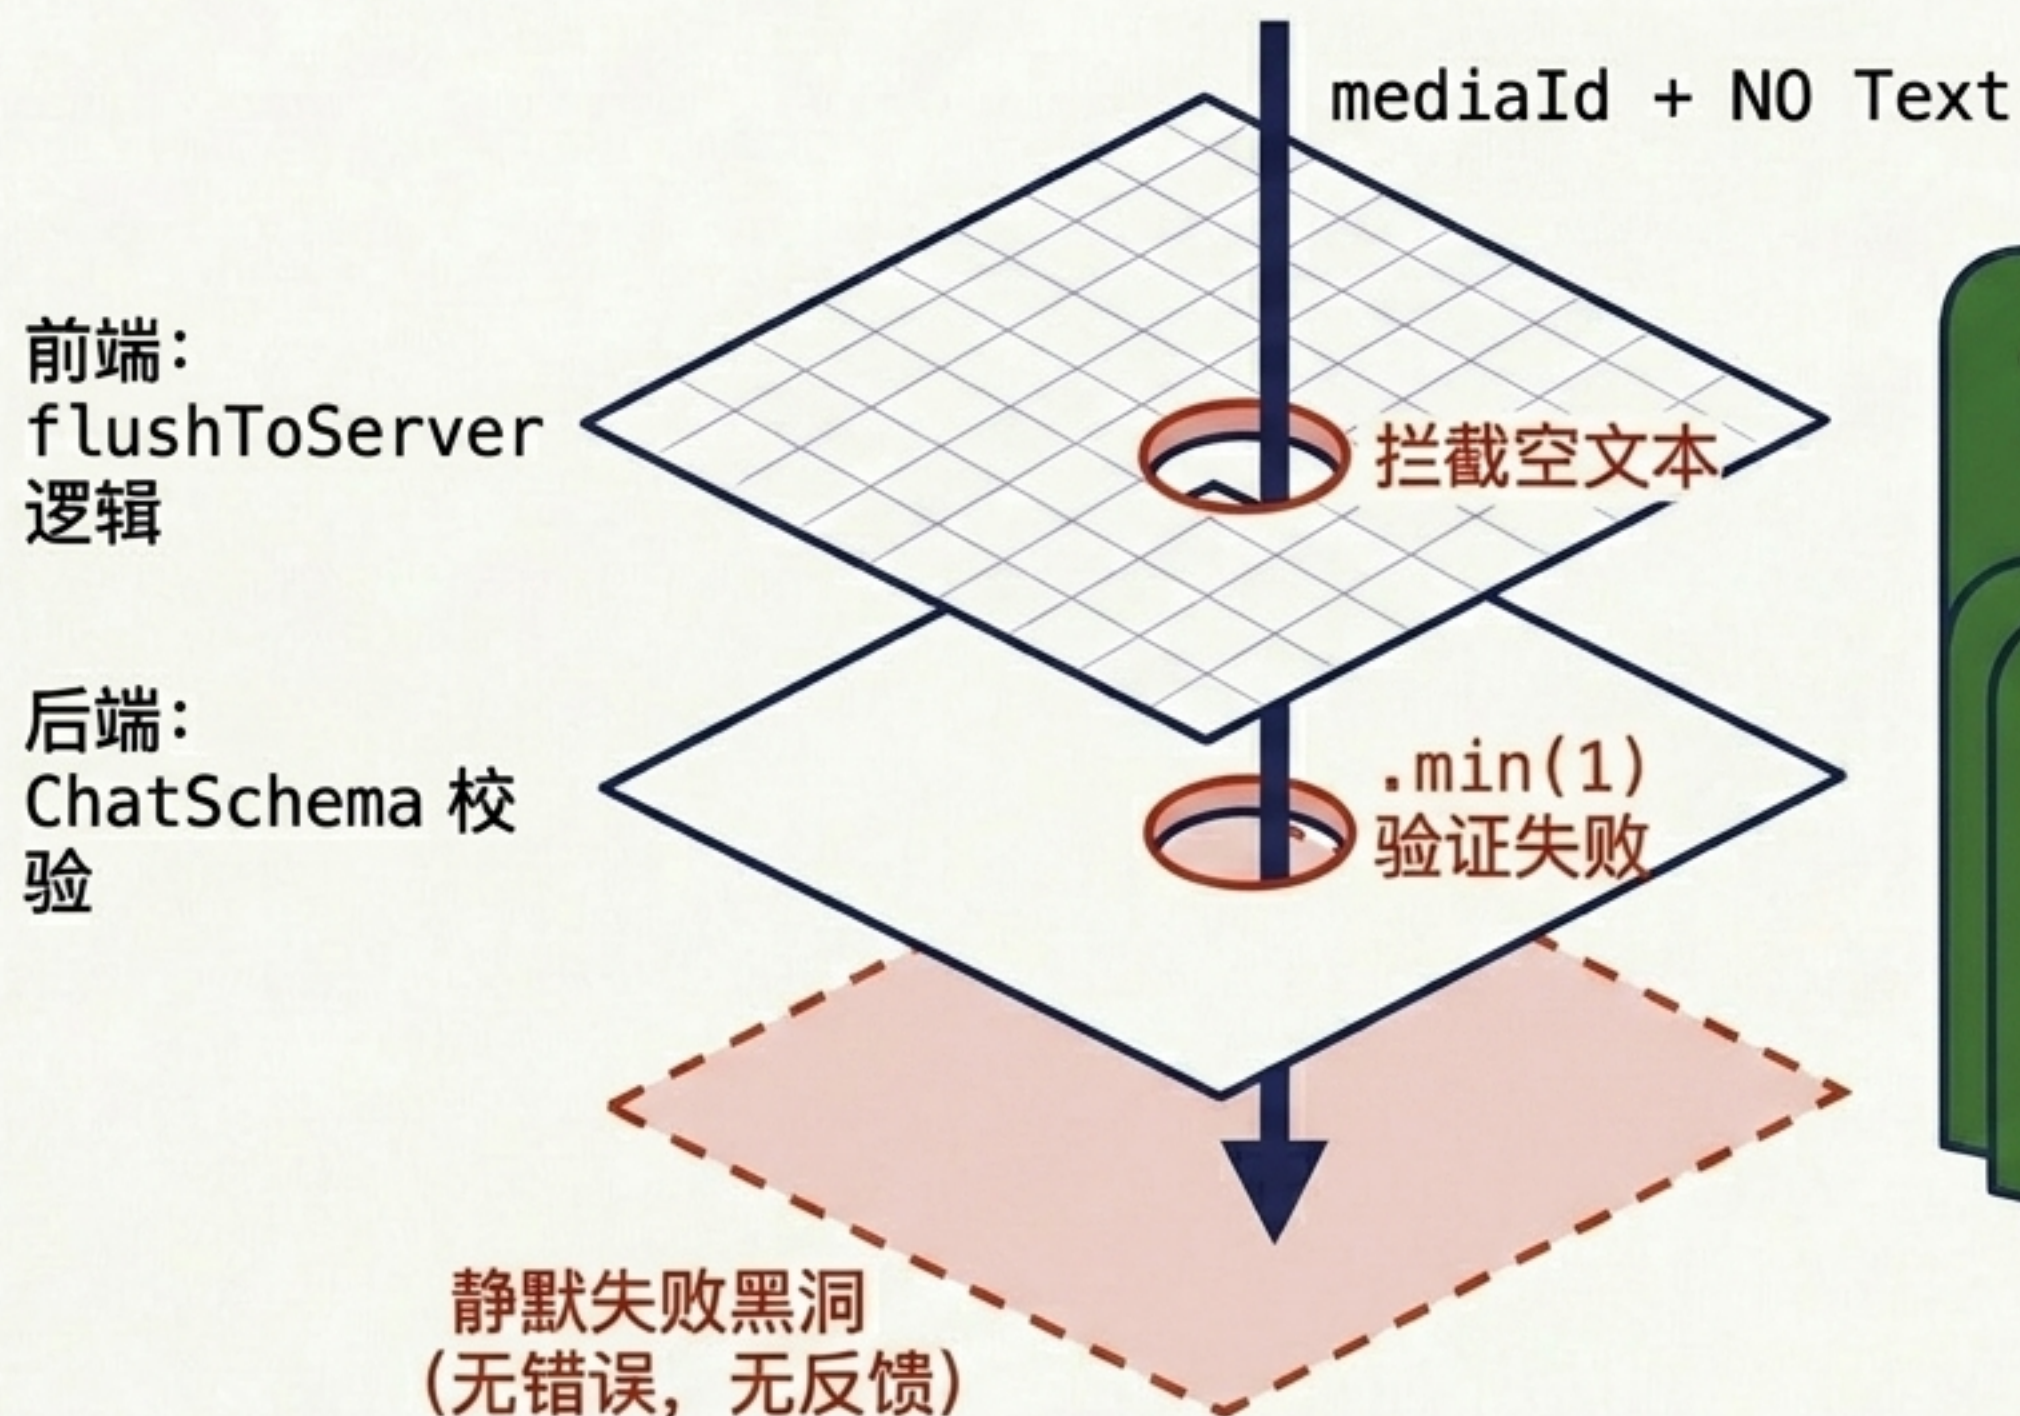 mediaId + NO Text
前端：
flushToServer
逻辑
拦截空文本
后端：
ChatSchema 校
验
.min(1)
验证失败
静默失败黑洞
(无错误，无反馈)